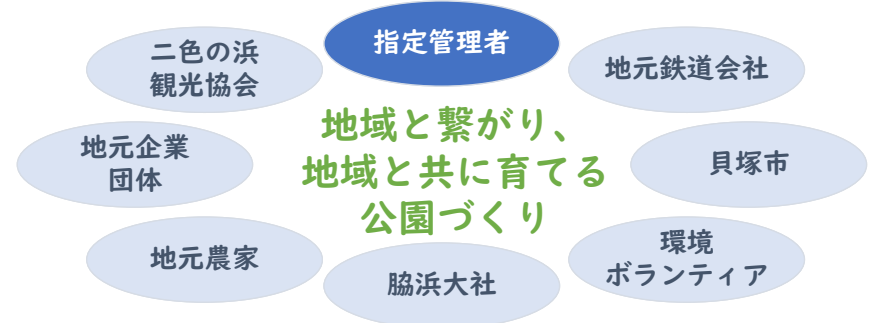 指定管理者
二色の浜
観光協会
地元鉄道会社
地域と繋がり、
地域と共に育てる
公園づくり
地元企業
団体
貝塚市
地元農家
環境
ボランティア
脇浜大社